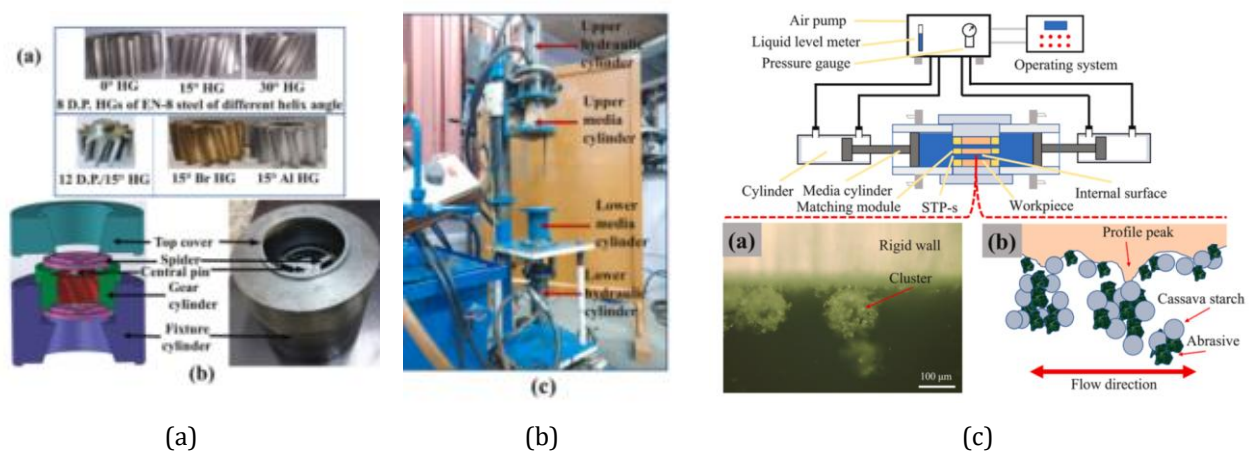 (a)
0° HG 15° HG 30° HG
8 D.P. HGs of EN-8 steel of different helix angle
12 D.P./15° HG 15° Br HG 15° Al HG
Top cover
Spider
Central pin
Gear
cylinder
Fixture
cylinder
(b)
Upper
hydraulic
cylinder
Upper
media
cylinder
Lower
media
cylinder
Lower
hydraulic
cylinder
(c)
Air pump
Liquid level meter
Pressure gauge
Operating system
Cylinder
Media cylinder
Matching module
STP-s
Workpiece
Internal surface
(a)
Rigid wall
Cluster
100 μm
(b)
Profile peak
Cassava starch
Abrasive
Flow direction
(a) (b) (c)